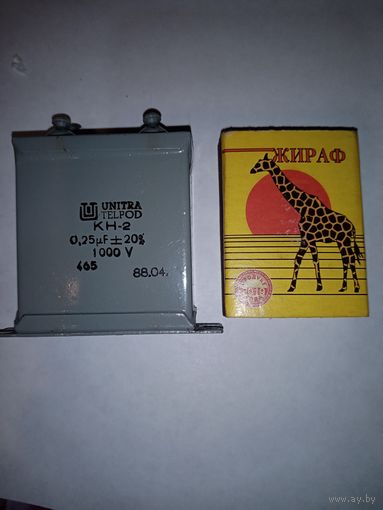 UNITRA
TELPOD
KH-2
0,25µF ± 20%
1000 V
465
88.04.
ЖИРАФ
www.ay.by